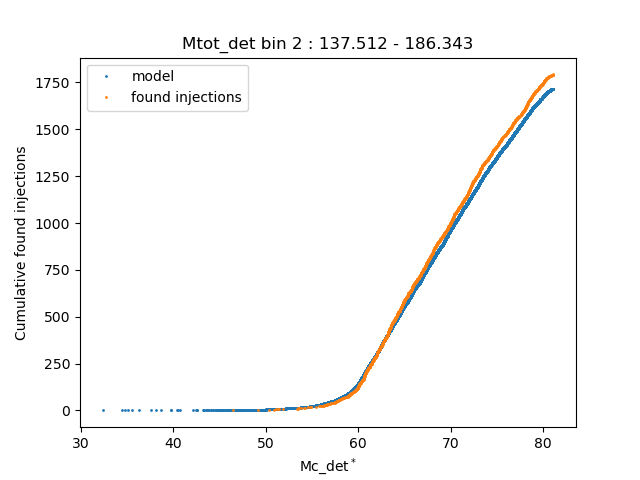 Mtot_det bin 2 : 137.512 - 186.343
model
found injections
Cumulative found injections
1750
1500
1250
1000
750
500
250
0
30 40 50 60 70 80
Mc_det*